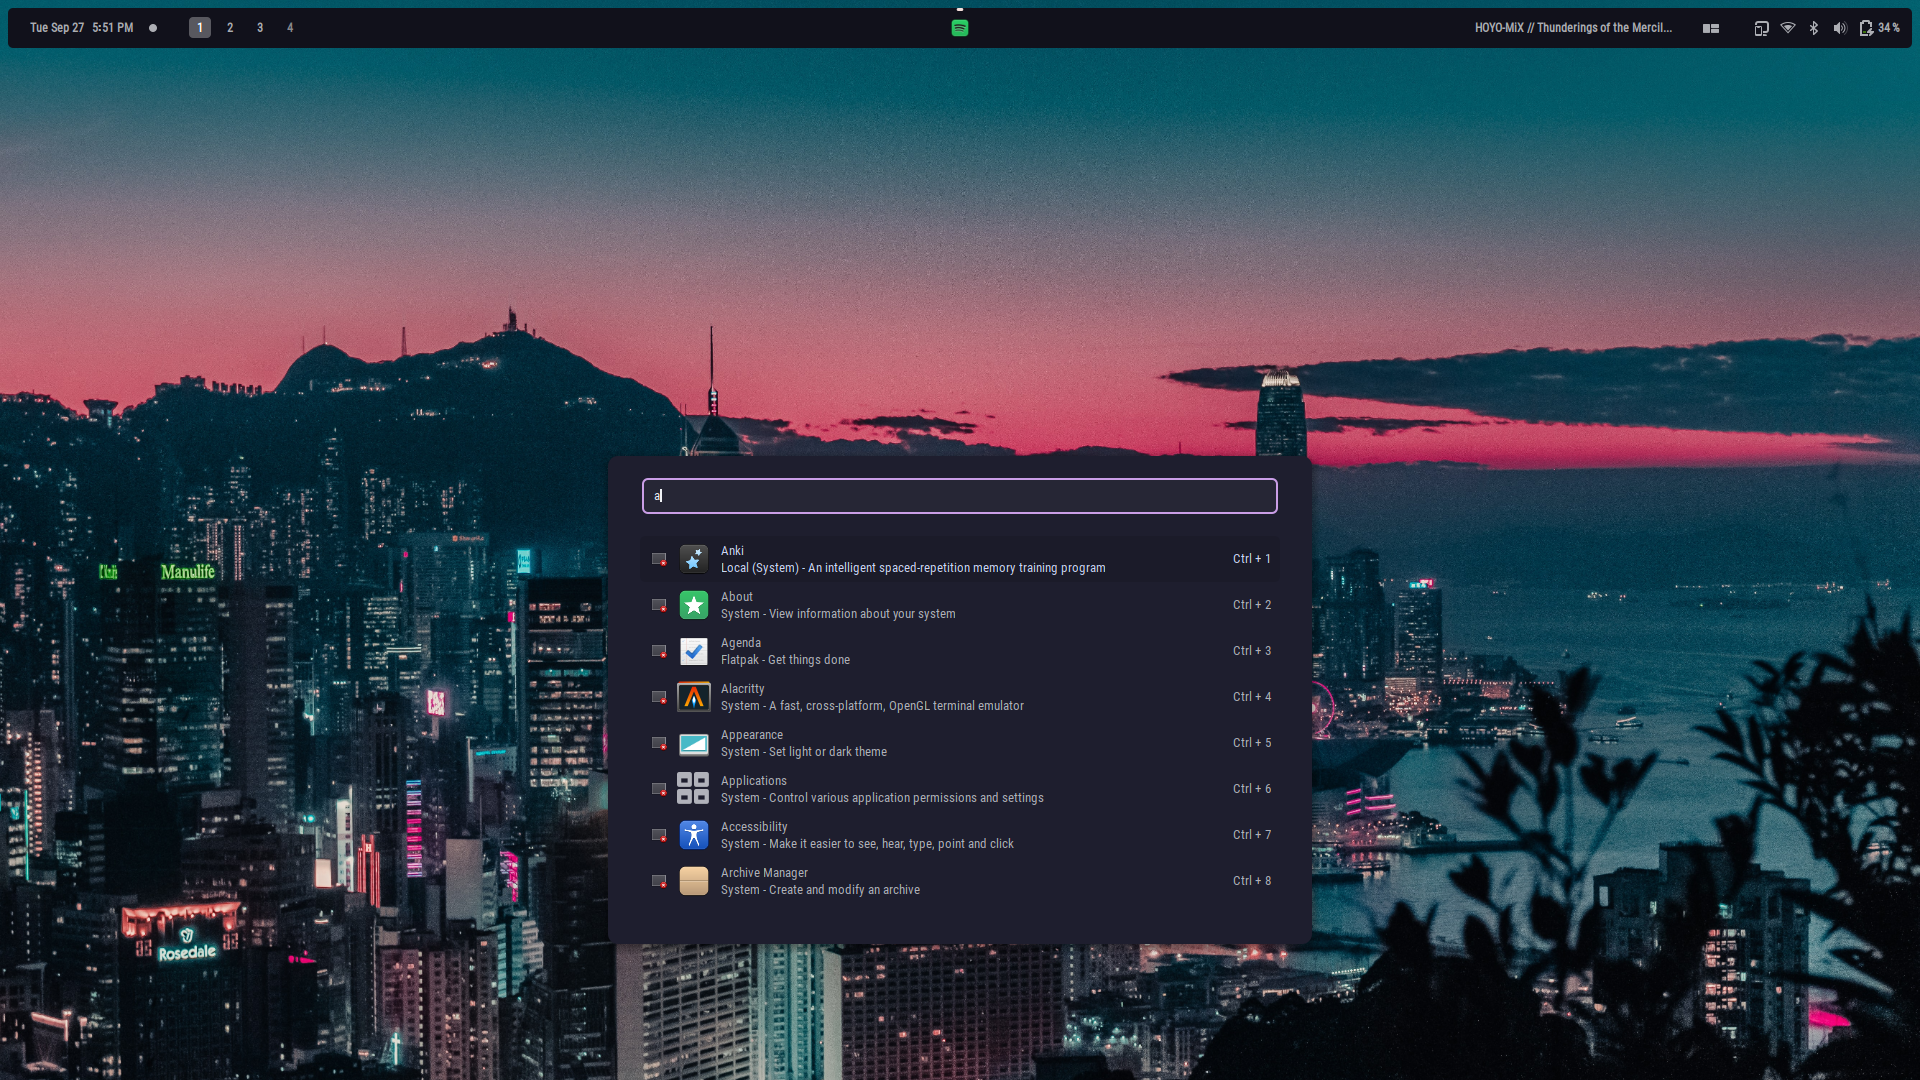 Tue Sep 27 5:51 PM
1 2 3 4
HOYO-MiX // Thunderings of the Mercil...
34 %
a
Anki
Local (System) - An intelligent spaced-repetition memory training program
Ctrl + 1
About
System - View information about your system
Ctrl + 2
Agenda
Flatpak - Get things done
Ctrl + 3
Alacritty
System - A fast, cross-platform, OpenGL terminal emulator
Ctrl + 4
Appearance
System - Set light or dark theme
Ctrl + 5
Applications
System - Control various application permissions and settings
Ctrl + 6
Accessibility
System - Make it easier to see, hear, type, point and click
Ctrl + 7
Archive Manager
System - Create and modify an archive
Ctrl + 8
Manulife
Rosedale